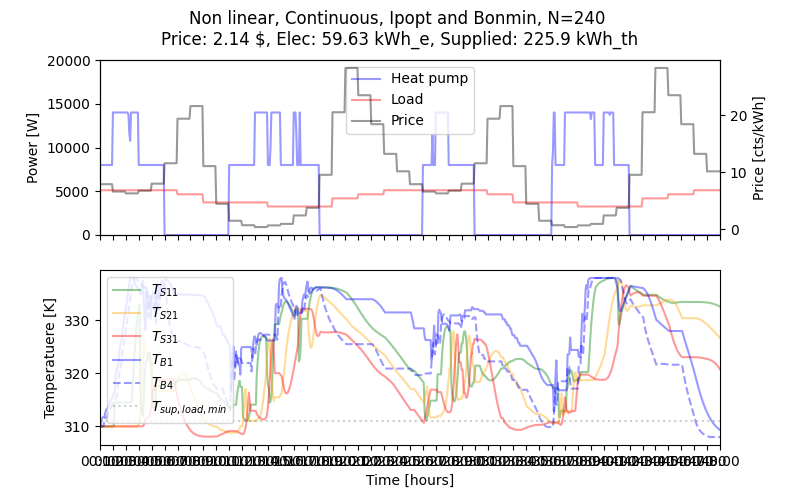 Non linear, Continuous, Ipopt and Bonmin, N=240
Price: 2.14 $, Elec: 59.63 kWh_e, Supplied: 225.9 kWh_th
20000
15000
10000
5000
0
Power [W]
Heat pump
Load
Price
20
10
0
Price [cts/kWh]
330
320
310
Temperatuere [K]
T_S11
T_S21
T_S31
T_B1
T_B4
T_sup,load,min
Time [hours]